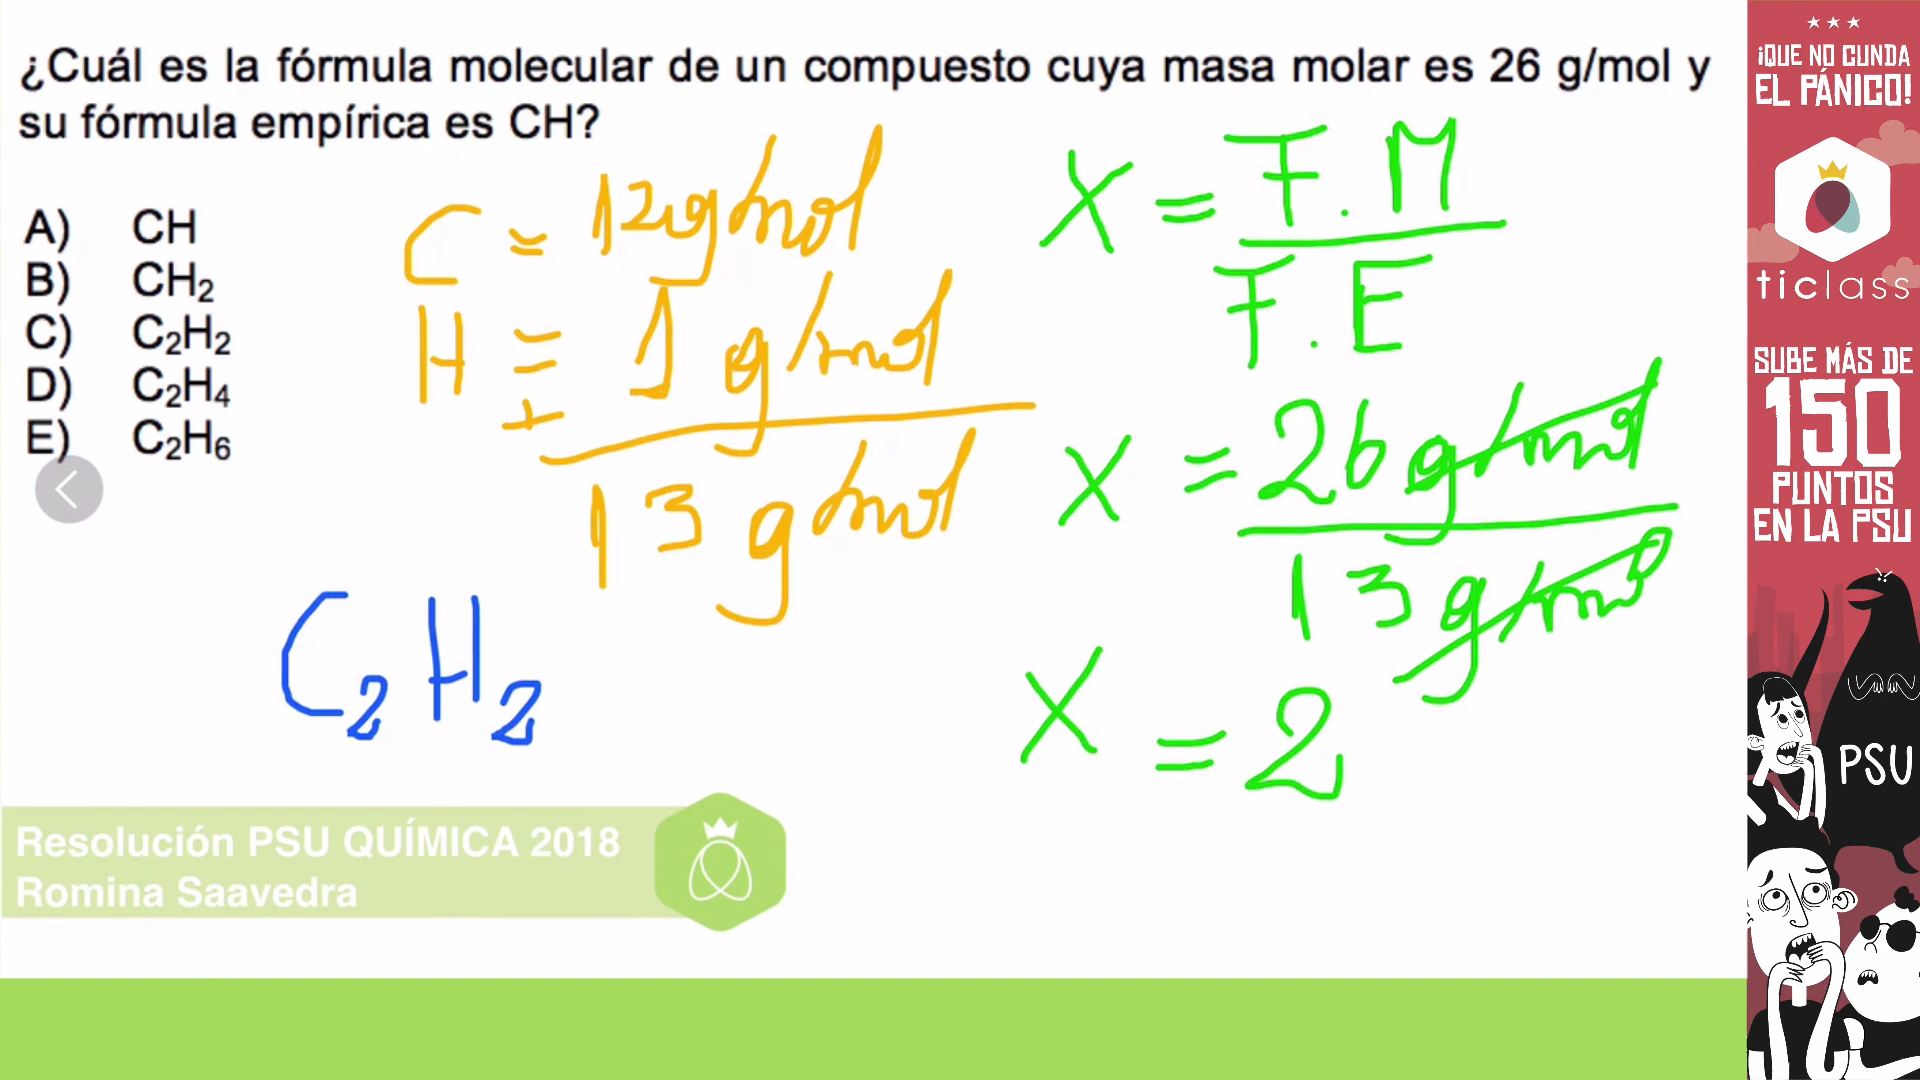 ¿Cuál es la fórmula molecular de un compuesto cuya masa molar es 26 g/mol y
su fórmula empírica es CH?
A) CH
B) CH₂
C) C₂H₂
D) C₂H₄
E) C₂H₆
C = 12 g/mol
H = 1 g/mol
+
13 g/mol
C₂H₂
X = F.M
F.E
X = 26 g/mol
13 g/mol
X = 2
Resolución PSU QUÍMICA 2018
Romina Saavedra
¡QUE NO CUNDA
EL PÁNICO!
ticlass
SUBE MÁS DE
150
PUNTOS
EN LA PSU
PSU